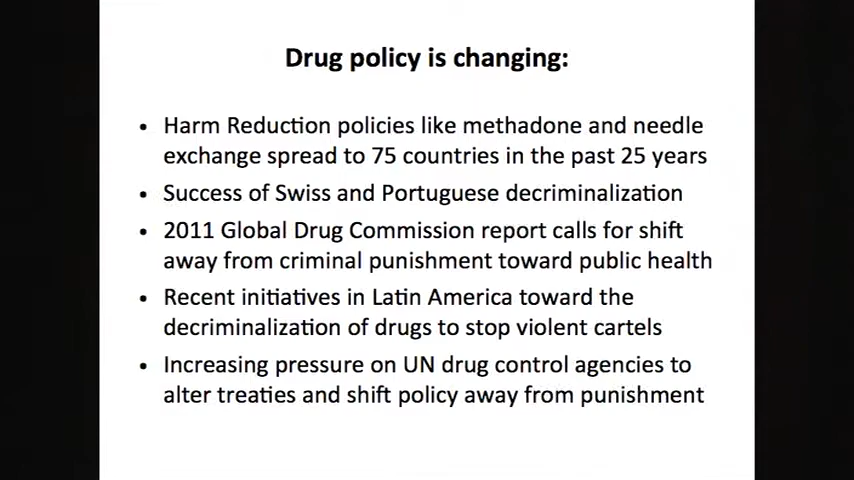 Drug policy is changing:
• Harm Reduction policies like methadone and needle
exchange spread to 75 countries in the past 25 years
• Success of Swiss and Portuguese decriminalization
• 2011 Global Drug Commission report calls for shift
away from criminal punishment toward public health
• Recent initiatives in Latin America toward the
decriminalization of drugs to stop violent cartels
• Increasing pressure on UN drug control agencies to
alter treaties and shift policy away from punishment